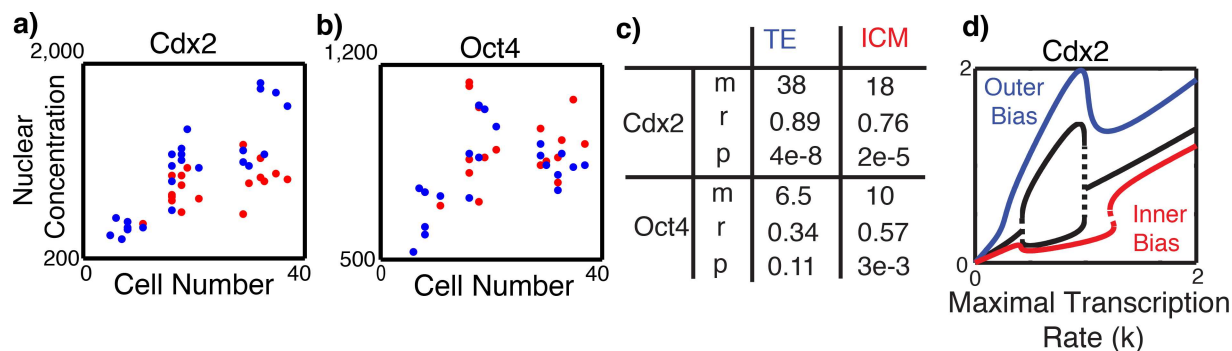 a)
Cdx2
2,000
Nuclear
Concentration
200
0
40
Cell Number
b)
Oct4
1,200
500
0
40
Cell Number
c)
TE ICM
Cdx2
m 38 18
r 0.89 0.76
p 4e-8 2e-5
Oct4
m 6.5 10
r 0.34 0.57
p 0.11 3e-3
d)
Cdx2
2
Outer
Bias
Inner
Bias
0
0
2
Maximal Transcription
Rate (k)